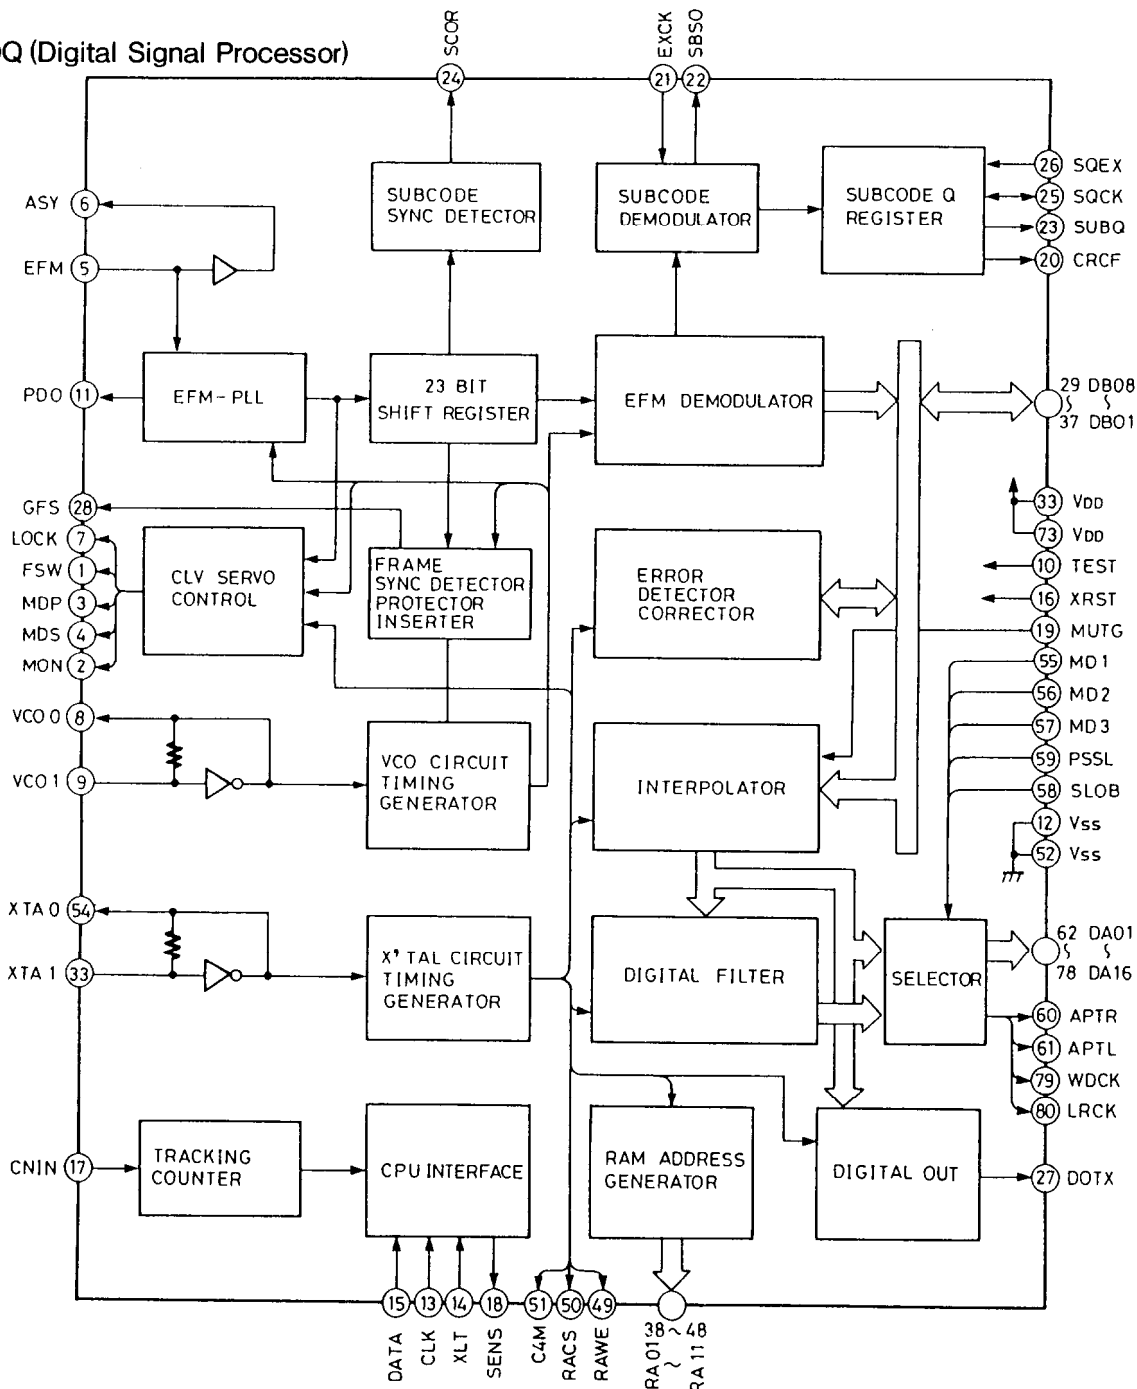 Q (Digital Signal Processor)
SCOR
24
EXCK
21
SBSO
22
ASY
6
EFM
5
PDO
11
GFS
28
LOCK
7
FSW
1
MDP
3
MDS
4
MON
2
VCO 0
8
VCO 1
9
XTA 0
54
XTA 1
33
CNIN
17
SUBCODE
SYNC DETECTOR
SUBCODE
DEMODULATOR
SUBCODE Q
REGISTER
EFM-PLL
23 BIT
SHIFT REGISTER
EFM DEMODULATOR
CLV SERVO
CONTROL
FRAME
SYNC DETECTOR
PROTECTOR
INSERTER
ERROR
DETECTOR
CORRECTOR
VCO CIRCUIT
TIMING
GENERATOR
INTERPOLATOR
X'TAL CIRCUIT
TIMING
GENERATOR
DIGITAL FILTER
SELECTOR
TRACKING
COUNTER
CPU INTERFACE
RAM ADDRESS
GENERATOR
DIGITAL OUT
26 SQEX
25 SQCK
23 SUBQ
20 CRCF
29 DB08
~
37 DB01
33 VDD
73 VDD
10 TEST
16 XRST
19 MUTG
55 MD1
56 MD2
57 MD3
59 PSSL
58 SLOB
12 Vss
52 Vss
62 DA01
~
78 DA16
60 APTR
61 APTL
79 WDCK
80 LRCK
27 DOTX
15
DATA
13
CLK
14
XLT
18
SENS
51
C4M
50
RACS
49
RAWE
38~48
RA01~RA11